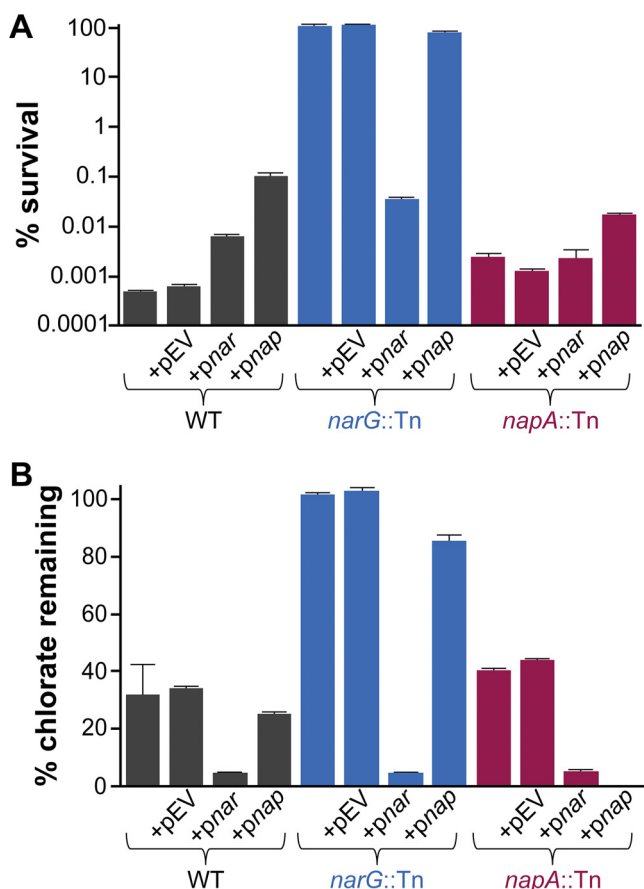 A
% survival
100
10
1
0.1
0.01
0.001
0.0001
+pEV
+pnar
+pnap
+pEV
+pnar
+pnap
+pEV
+pnar
+pnap
WT
narG::Tn
napA::Tn
B
% chlorate remaining
100
80
60
40
20
0
+pEV
+pnar
+pnap
+pEV
+pnar
+pnap
+pEV
+pnar
+pnap
WT
narG::Tn
napA::Tn